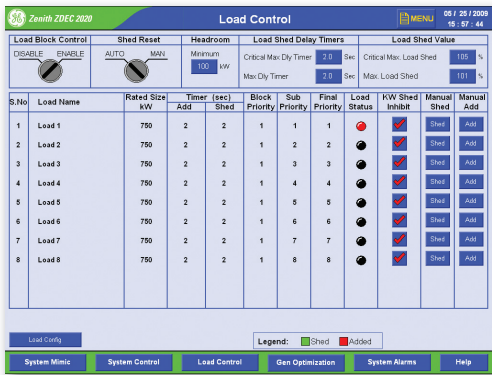 GE Zenith ZDEC 2020 Load Control MENU 05 / 25 / 2009
15 : 57 : 44
Load Block Control Shed Reset Headroom Load Shed Delay Timers Load Shed Value
DISABLE ENABLE AUTO MAN Minimum Critical Max Dly Timer 2.0 Sec Critical Max. Load Shed 105 %
100 kW
Max Dly Timer 2.0 Sec Max. Load Shed 101 %
S.No Load Name Rated Size kW Timer (sec) Add Shed Block Priority Sub Priority Final Priority Load Status KW Shed Inhibit Manual Shed Manual Add
1 Load 1 750 2 2 1 1 1 Shed Add
2 Load 2 750 2 2 1 2 2 Shed Add
3 Load 3 750 2 2 1 3 3 Shed Add
4 Load 4 750 2 2 1 4 4 Shed Add
5 Load 5 750 2 2 1 5 5 Shed Add
6 Load 6 750 2 2 1 6 6 Shed Add
7 Load 7 750 2 2 1 7 7 Shed Add
8 Load 8 750 2 2 1 8 8 Shed Add
Load Config Legend: Shed Added
System Mimic System Control Load Control Gen Optimization System Alarms Help